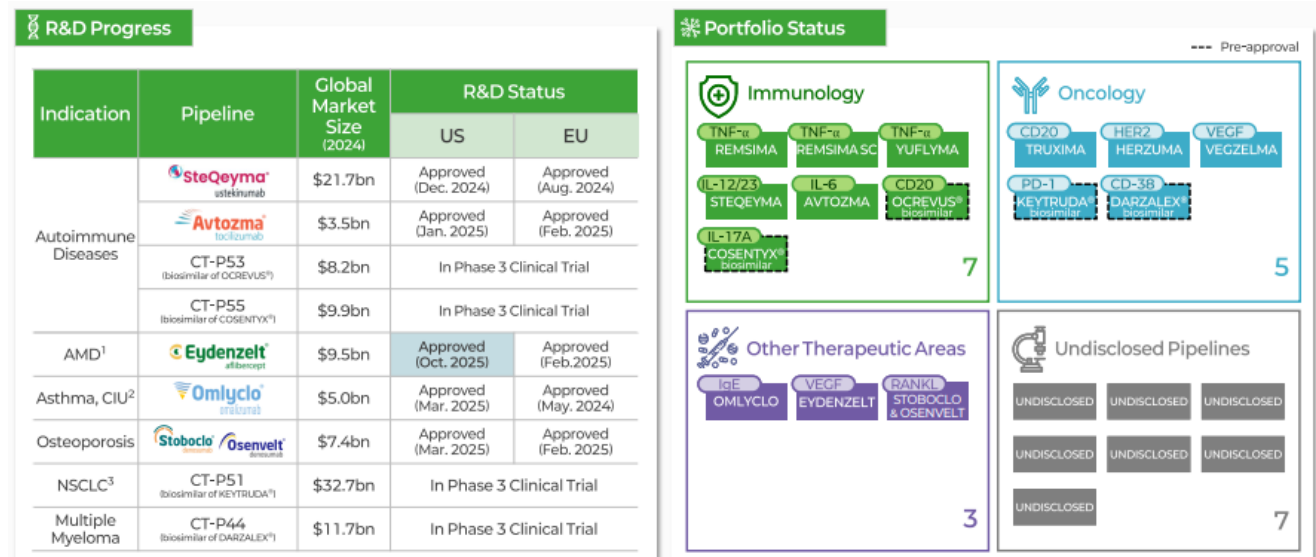 R&D Progress
Indication
Pipeline
Global
Market
Size
(2024)
R&D Status
US
EU
Autoimmune
Diseases
SteQeyma®
ustekinumab
$21.7bn
Approved
(Dec. 2024)
Approved
(Aug. 2024)
Avtozma®
tocilizumab
$3.5bn
Approved
(Jan. 2025)
Approved
(Feb. 2025)
CT-P53
(biosimilar of OCREVUS®)
$8.2bn
In Phase 3 Clinical Trial
CT-P55
(biosimilar of COSENTYX®)
$9.9bn
In Phase 3 Clinical Trial
AMD1
Eydenzelt®
aflibercept
$9.5bn
Approved
(Oct. 2025)
Approved
(Feb.2025)
Asthma, CIU2
Omlyclo®
omalizumab
$5.0bn
Approved
(Mar. 2025)
Approved
(May. 2024)
Osteoporosis
Stoboclo®
denosumab
Osenvelt®
denosumab
$7.4bn
Approved
(Mar. 2025)
Approved
(Feb. 2025)
NSCLC3
CT-P51
(biosimilar of KEYTRUDA®)
$32.7bn
In Phase 3 Clinical Trial
Multiple
Myeloma
CT-P44
(biosimilar of DARZALEX®)
$11.7bn
In Phase 3 Clinical Trial
Portfolio Status
--- Pre-approval
Immunology
TNF-α
REMSIMA
TNF-α
REMSIMA SC
TNF-α
YUFLYMA
IL-12/23
STEQEYMA
IL-6
AVTOZMA
CD20
OCREVUS®
biosimilar
IL-17A
COSENTYX®
biosimilar
7
Oncology
CD20
TRUXIMA
HER2
HERZUMA
VEGF
VEGZELMA
PD-1
KEYTRUDA®
biosimilar
CD-38
DARZALEX®
biosimilar
5
Other Therapeutic Areas
IgE
OMLYCLO
VEGF
EYDENZELT
RANKL
STOBOCLO
& OSENVELT
3
Undisclosed Pipelines
UNDISCLOSED
UNDISCLOSED
UNDISCLOSED
UNDISCLOSED
UNDISCLOSED
UNDISCLOSED
UNDISCLOSED
7